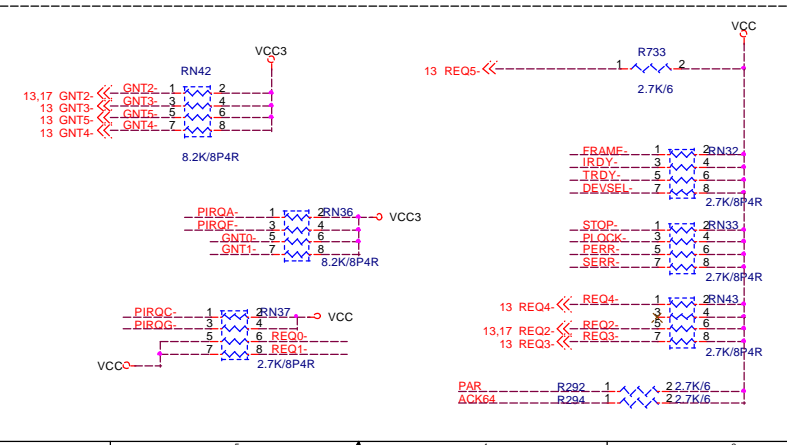 VCC
VCC3
R733
1 2
13 REQ5-
2.7K/6
RN42
13,17 GNT2- GNT2- 1 2
13 GNT3- GNT3- 3 4
13 GNT5- GNT5- 5 6
13 GNT4- GNT4- 7 8
8.2K/8P4R
FRAME- 1 2 RN32
IRDY- 3 4
TRDY- 5 6
DEVSEL- 7 8
2.7K/8P4R
PIRQA- 1 2 RN36
VCC3
PIRQF- 3 4
GNT0- 5 6
GNT1- 7 8
8.2K/8P4R
STOP- 1 2 RN33
PLOCK- 3 4
PERR- 5 6
SERR- 7 8
2.7K/8P4R
PIRQC- 1 2 RN37
VCC
PIRQG- 3 4
5 6 REQ0-
7 8 REQ1-
VCC
2.7K/8P4R
13 REQ4- REQ4- 1 2 RN43
3 4
13,17 REQ2- REQ2- 5 6
13 REQ3- REQ3- 7 8
2.7K/8P4R
PAR R292 1 2 2.7K/6
ACK64 R294 1 2 2.7K/6